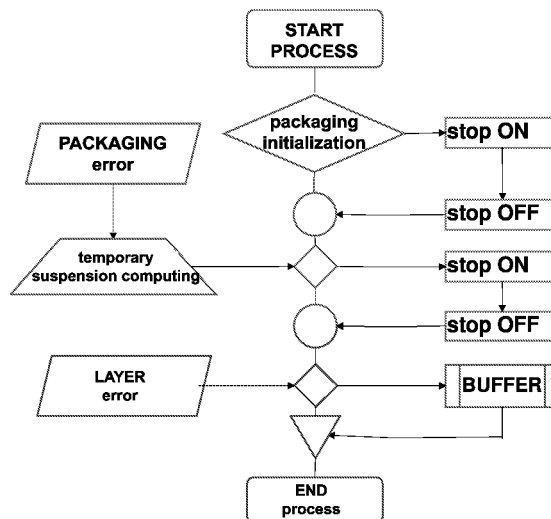 START
PROCESS
packaging
initialization
stop ON
PACKAGING
error
stop OFF
temporary
suspension computing
stop ON
stop OFF
LAYER
error
BUFFER
END
process